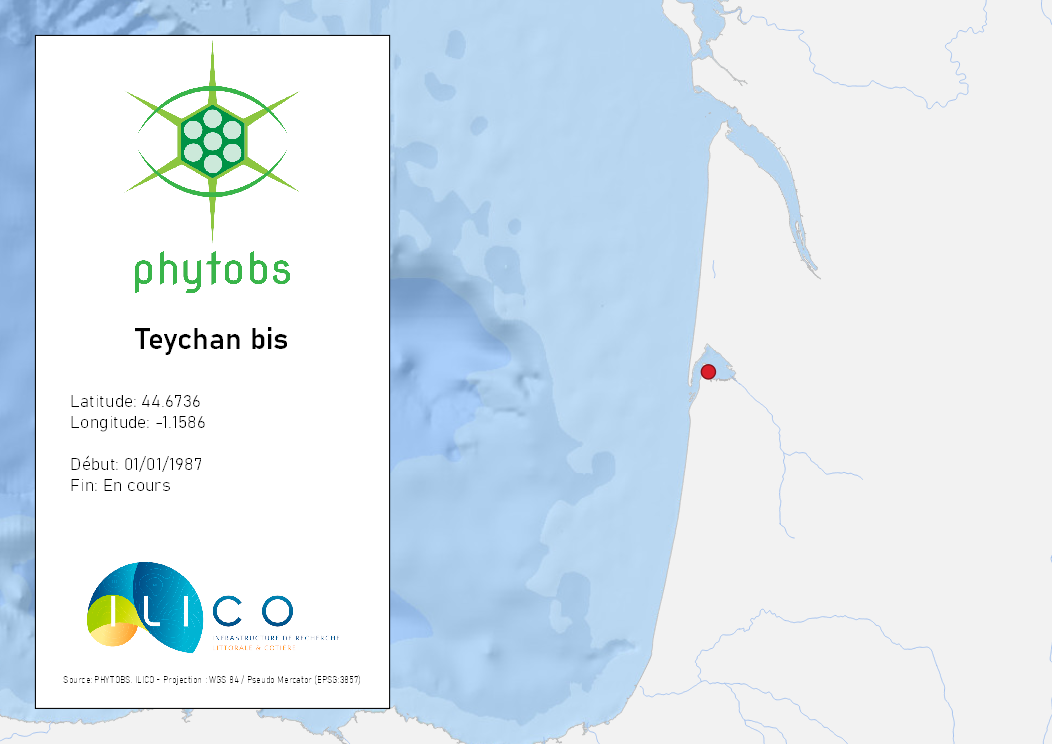 phytobs
Teychan bis
Latitude: 44.6736
Longitude: -1.1586
Début: 01/01/1987
Fin: En cours
ILICO
INFRASTRUCTURE DE RECHERCHE
LITTORALE & COTIERE
Source: PHYTOBS, ILICO - Projection : WGS 84 / Pseudo Mercator (EPSG:3857)